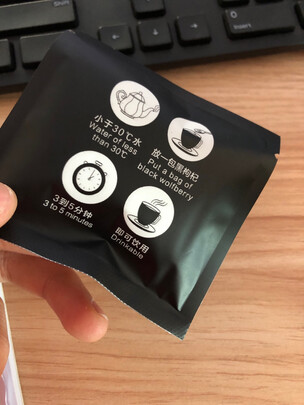 小于30℃水
Water of less
than 30℃
放一包黑枸杞
Put a bag of
black wolfberry
3到5分钟
3 to 5 minutes
即可饮用
Drinkable